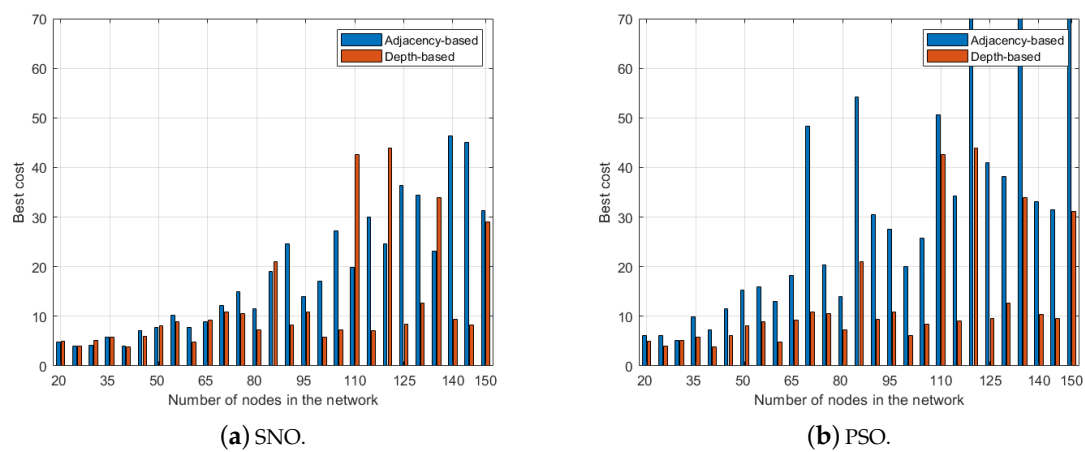 70
60
50
40
30
20
10
0
Best cost
20 35 50 65 80 95 110 125 140 150
Number of nodes in the network
Adjacency-based
Depth-based
(a) SNO.
70
60
50
40
30
20
10
0
Best cost
20 35 50 65 80 95 110 125 140 150
Number of nodes in the network
Adjacency-based
Depth-based
(b) PSO.